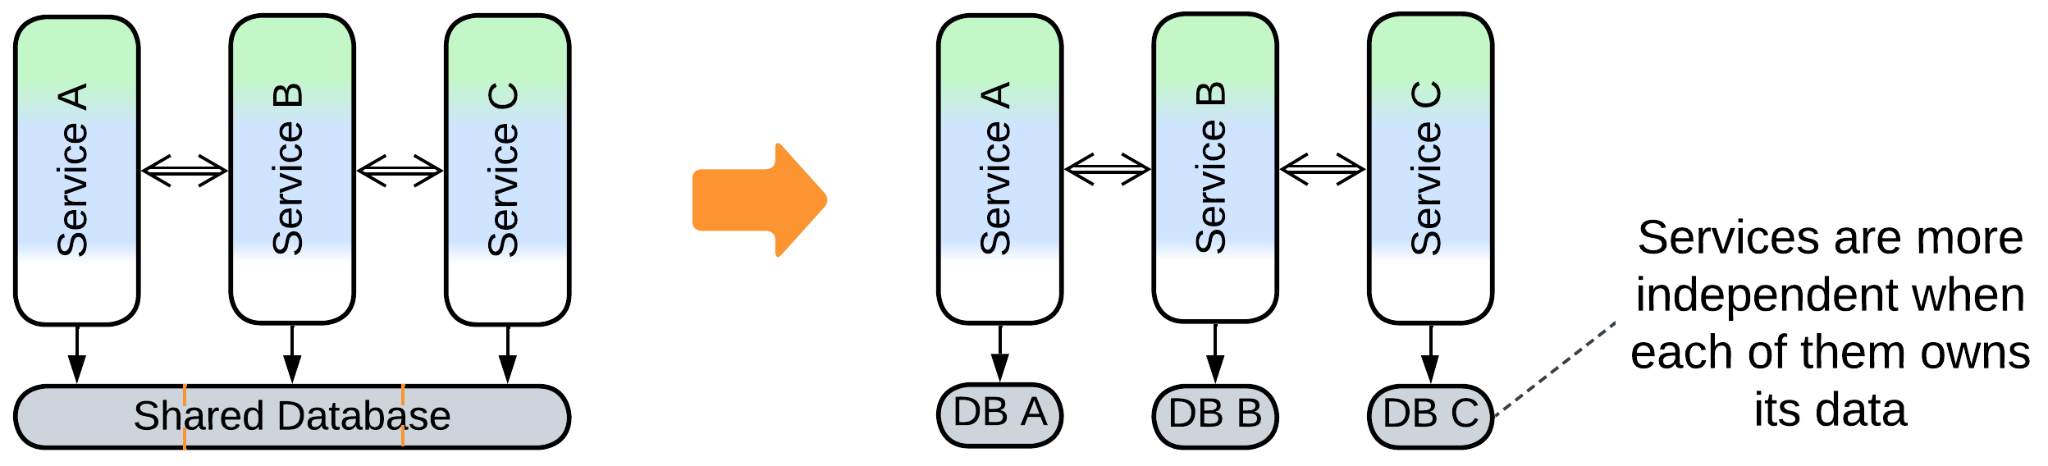 Service A
Service B
Service C
Shared Database
Service A
Service B
Service C
DB A
DB B
DB C
Services are more
independent when
each of them owns
its data